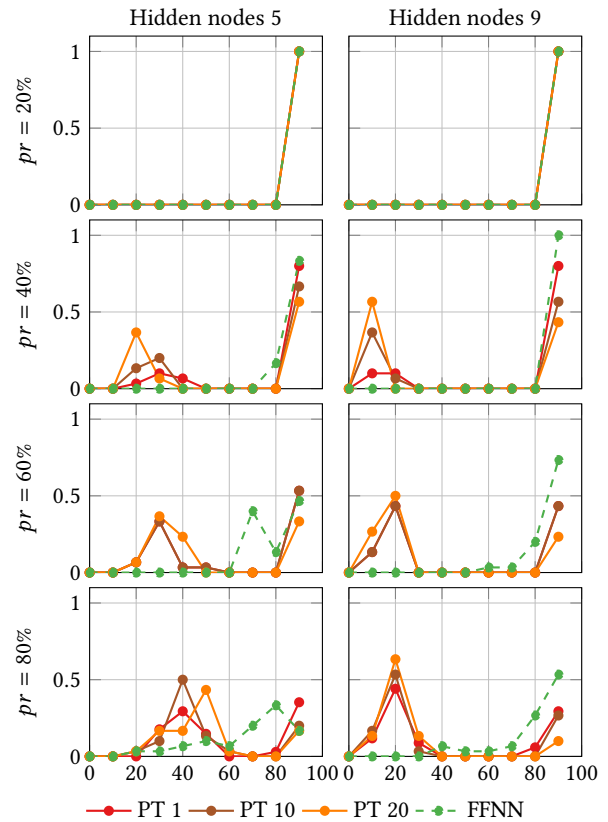 Hidden nodes 5 Hidden nodes 9
1
0.5
0
pr = 20%
1
0.5
0
pr = 40%
1
0.5
0
pr = 60%
1
0.5
0
pr = 80%
0 20 40 60 80 100 0 20 40 60 80 100
PT 1 PT 10 PT 20 FFNN